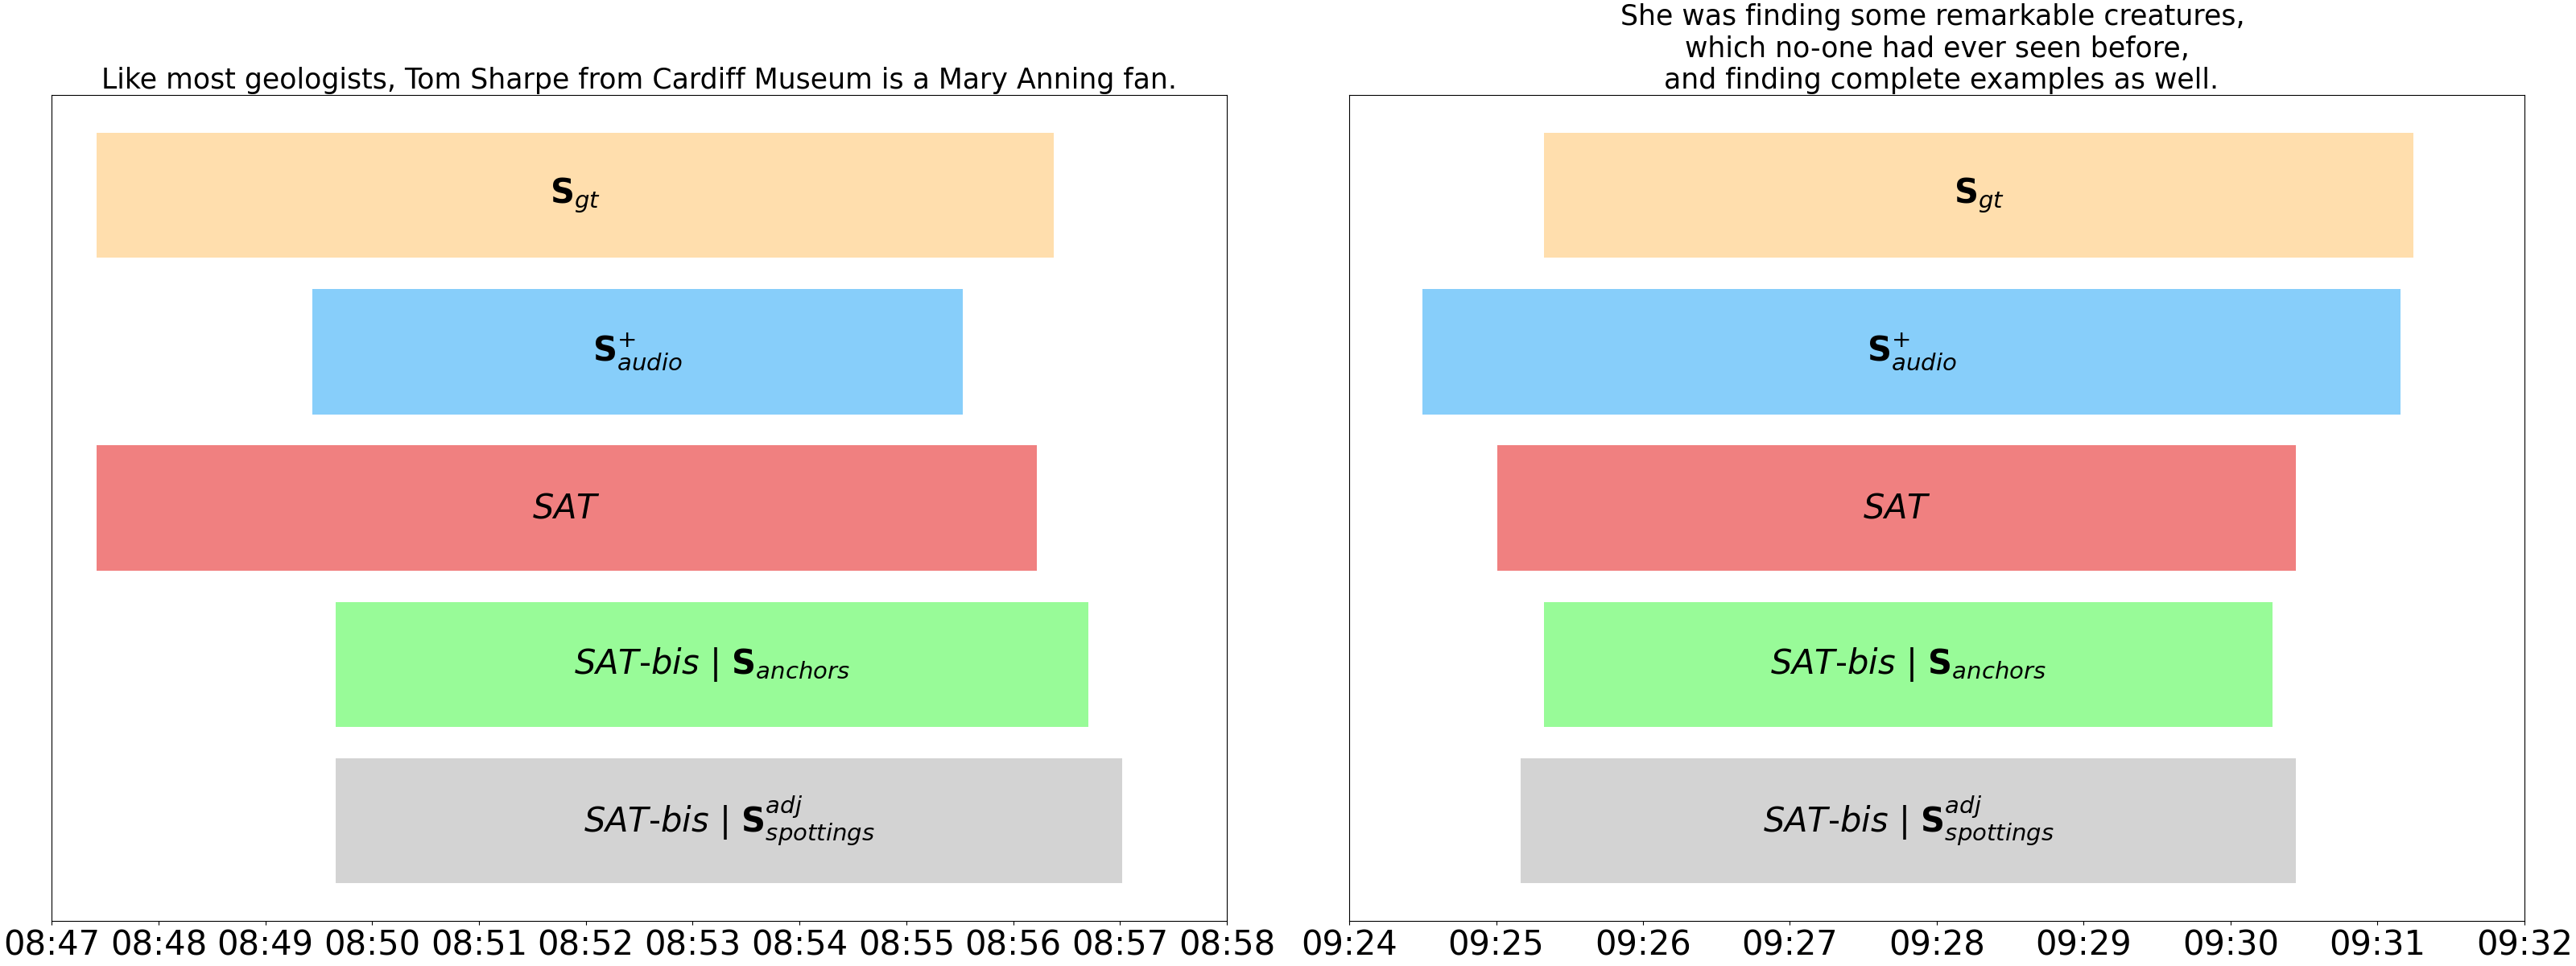 Like most geologists, Tom Sharpe from Cardiff Museum is a Mary Anning fan.
S_gt
S^+_audio
SAT
SAT-bis | S_anchors
SAT-bis | S^adj_spottings
08:47 08:48 08:49 08:50 08:51 08:52 08:53 08:54 08:55 08:56 08:57 08:58
She was finding some remarkable creatures,
which no-one had ever seen before,
and finding complete examples as well.
S_gt
S^+_audio
SAT
SAT-bis | S_anchors
SAT-bis | S^adj_spottings
09:24 09:25 09:26 09:27 09:28 09:29 09:30 09:31 09:32